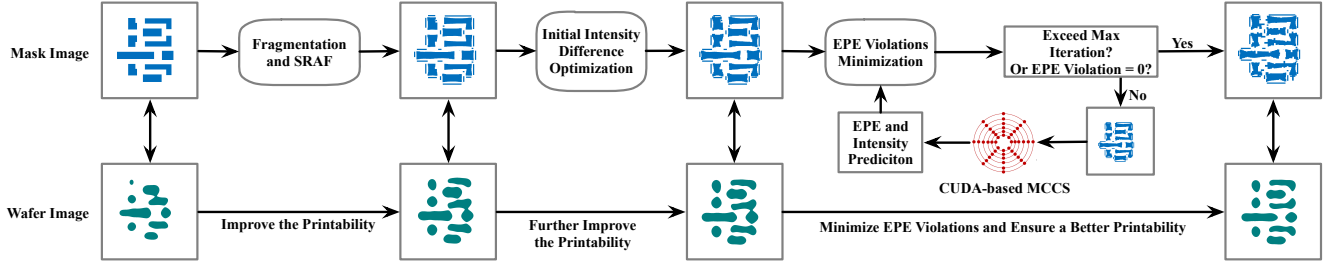 Mask Image
Fragmentation
and SRAF
Initial Intensity
Difference
Optimization
EPE Violations
Minimization
Exceed Max
Iteration?
Or EPE Violation = 0?
Yes
No
EPE and
Intensity
Prediciton
CUDA-based MCCS
Wafer Image
Improve the Printability
Further Improve
the Printability
Minimize EPE Violations and Ensure a Better Printability